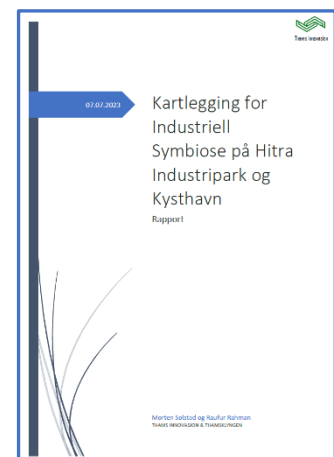 Thams Innovasjon
07.07.2023
Kartlegging for
Industriell
Symbiose på Hitra
Industripark og
Kysthavn
Rapport
Morten Solstad og Raufur Rahman
THAMS INNOVASJON & THAMSKLYNGEN